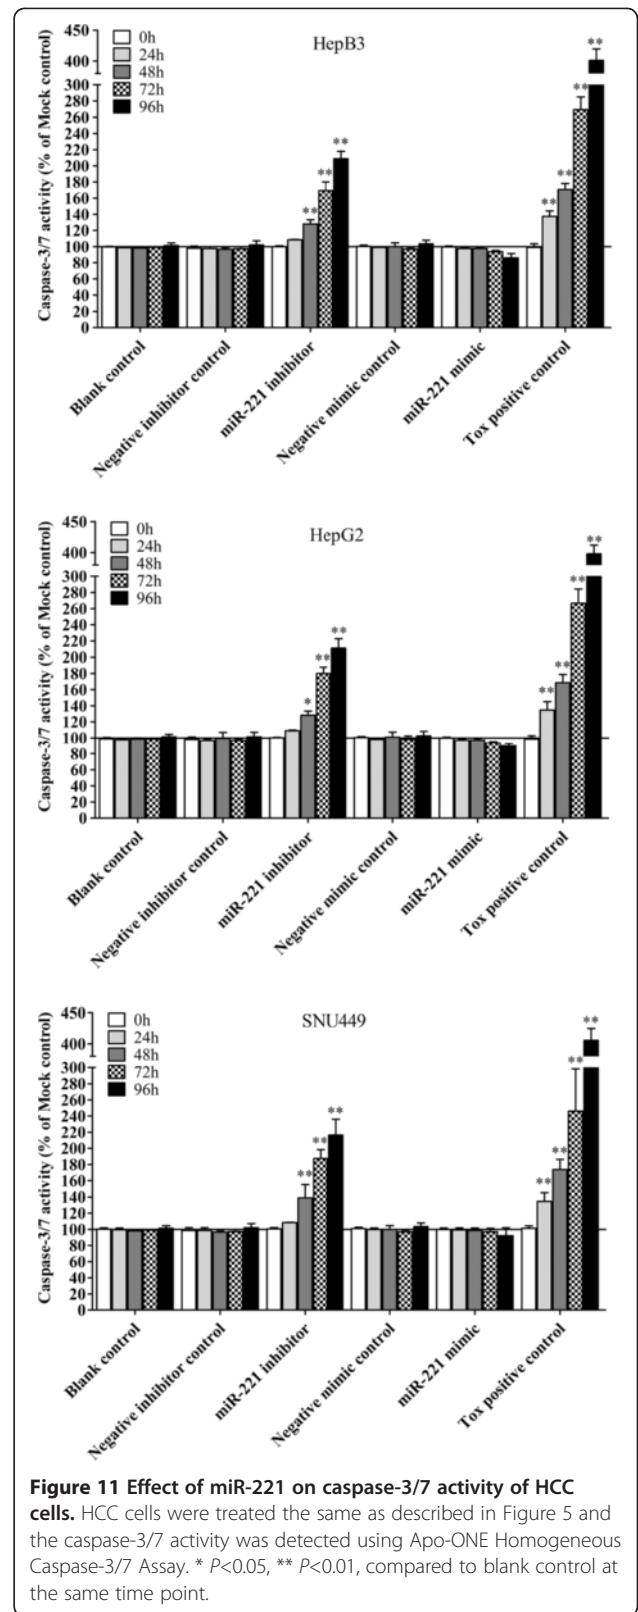 HepB3
0h
24h
48h
72h
96h
Caspase-3/7 activity (% of Mock control)
450
400
300
280
260
240
220
200
180
160
140
120
100
80
60
40
20
0
** ** ** ** ** ** **
Blank control
Negative inhibitor control
miR-221 inhibitor
Negative mimic control
miR-221 mimic
Tox positive control
HepG2
0h
24h
48h
72h
96h
Caspase-3/7 activity (% of Mock control)
450
400
300
280
260
240
220
200
180
160
140
120
100
80
60
40
20
0
* ** ** ** ** ** **
Blank control
Negative inhibitor control
miR-221 inhibitor
Negative mimic control
miR-221 mimic
Tox positive control
SNU449
0h
24h
48h
72h
96h
Caspase-3/7 activity (% of Mock control)
450
400
300
280
260
240
220
200
180
160
140
120
100
80
60
40
20
0
** ** ** ** ** ** **
Blank control
Negative inhibitor control
miR-221 inhibitor
Negative mimic control
miR-221 mimic
Tox positive control
Figure 11 Effect of miR-221 on caspase-3/7 activity of HCC
cells. HCC cells were treated the same as described in Figure 5 and
the caspase-3/7 activity was detected using Apo-ONE Homogeneous
Caspase-3/7 Assay. * P<0.05, ** P<0.01, compared to blank control at
the same time point.